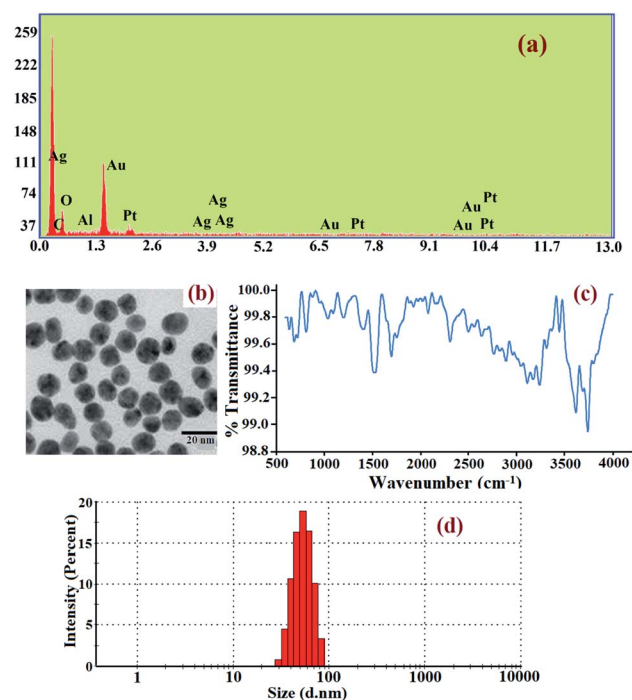 (a)
259
222
185
148
111
74
37
Ag
C
O
Al
Au
Pt
Ag
Ag Ag
Au Pt
Pt
Au
Au Pt
0.0 1.3 2.6 3.9 5.2 6.5 7.8 9.1 10.4 11.7 13.0
(b)
20 nm
(c)
% Transmittance
100.0
99.8
99.6
99.4
99.2
99.0
98.8
500 1000 1500 2000 2500 3000 3500 4000
Wavenumber (cm⁻¹)
(d)
Intensity (Percent)
20
15
10
5
0
1 10 100 1000 10000
Size (d.nm)